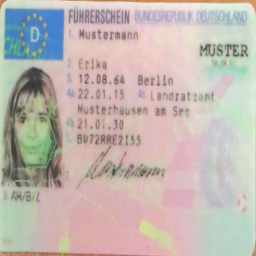 FÜHRERSCHEIN BUNDESREPUBLIK DEUTSCHLAND
D
1. Mustermann
MUSTER
2. Erika
3. 12.08.64 Berlin
4a. 22.01.15 4c. Landratsamt
Musterhausen am See
4b. 21.01.30
5. B072RRE2I55
7.
9. AM/B/L